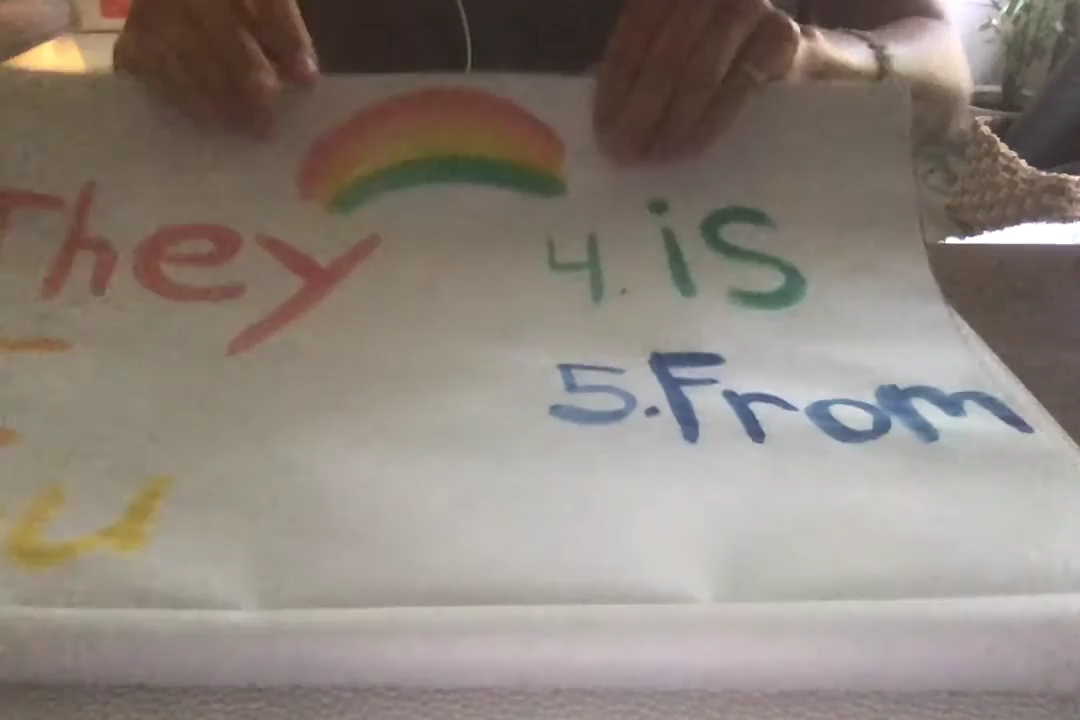 They
u
4. is
5. From